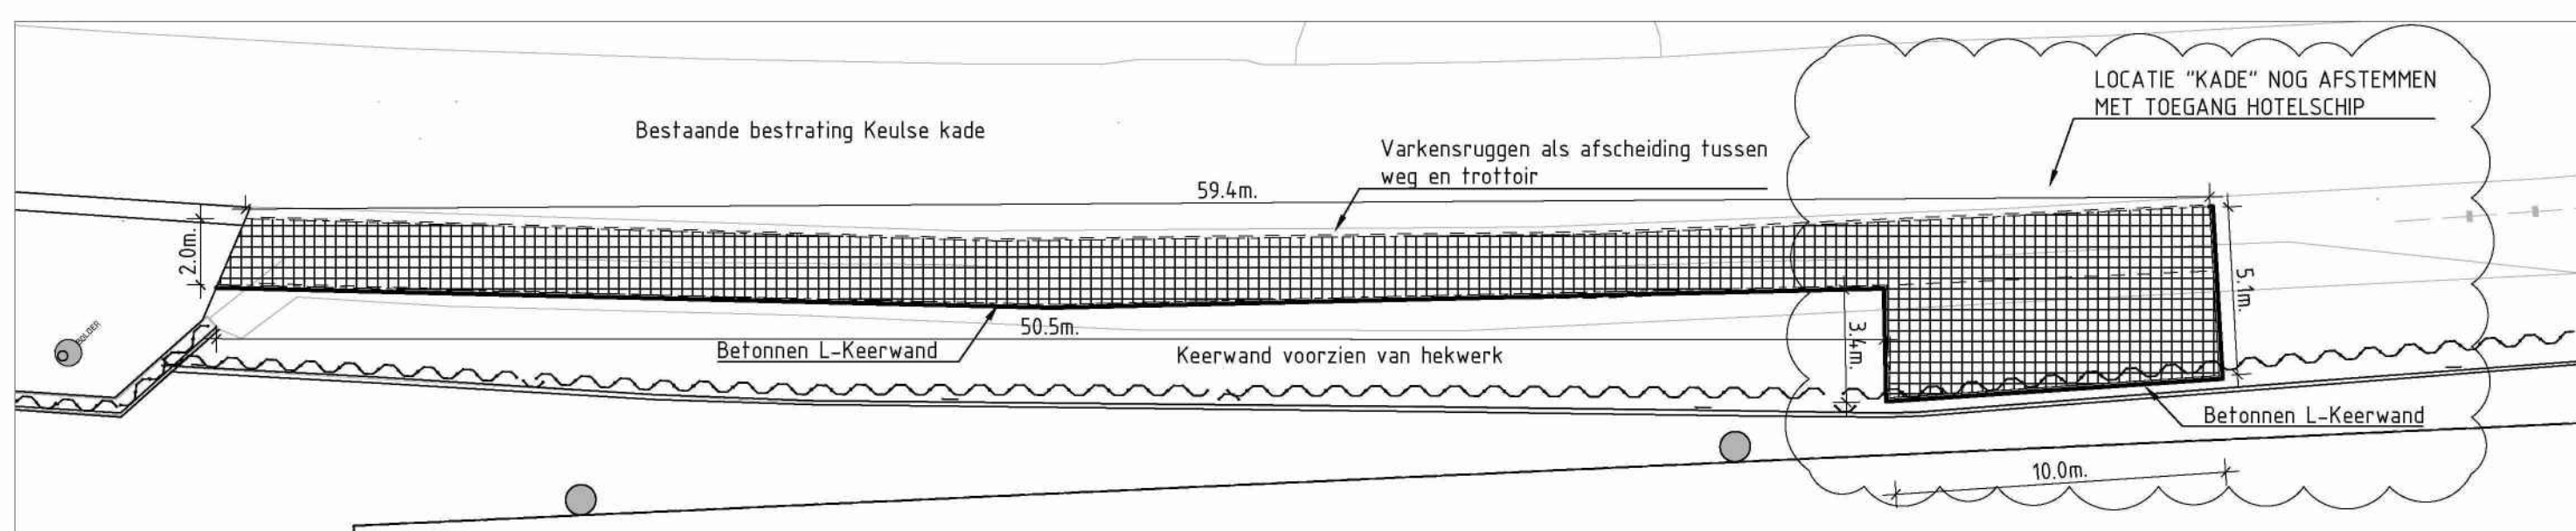 LOCATIE "KADE" NOG AFSTEMMEN
MET TOEGANG HOTELSCHIP
Bestaande bestrating Keulse kade
Varkensruggen als afscheiding tussen
weg en trottoir
59.4m.
2.0m.
5.1m.
BOLDER
50.5m.
3.4m.
Betonnen L-Keerwand
Keerwand voorzien van hekwerk
Betonnen L-Keerwand
10.0m.